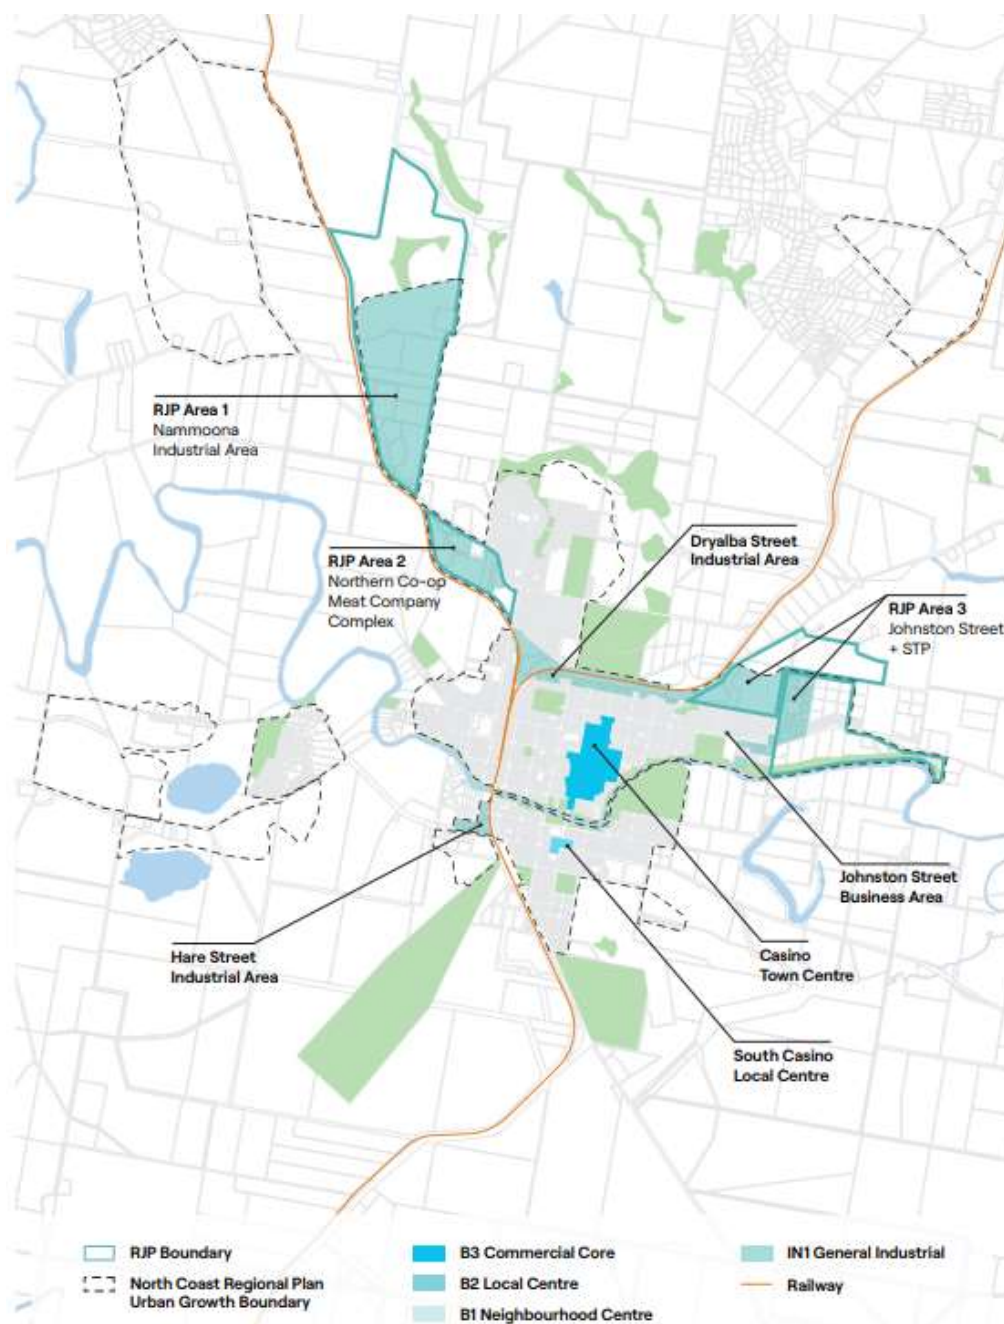 RJP Area 1
Nammoona
Industrial Area
RJP Area 2
Northern Co-op
Meat Company
Complex
Dryalba Street
Industrial Area
RJP Area 3
Johnston Street
+ STP
Johnston Street
Business Area
Hare Street
Industrial Area
Casino
Town Centre
South Casino
Local Centre
RJP Boundary
North Coast Regional Plan
Urban Growth Boundary
B3 Commercial Core
B2 Local Centre
B1 Neighbourhood Centre
IN1 General Industrial
Railway